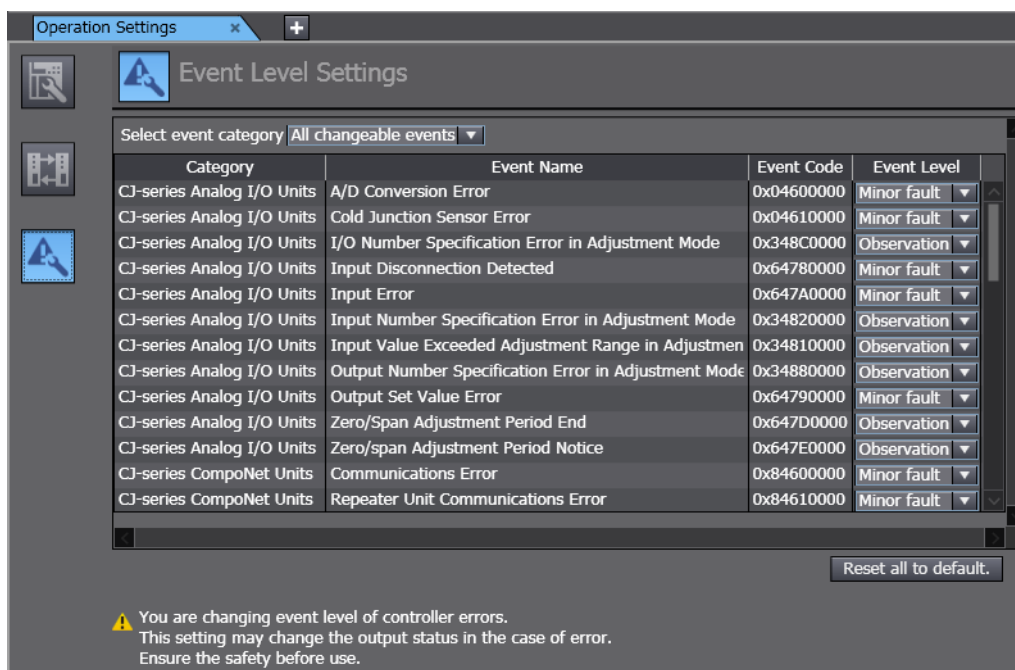 Operation Settings
Event Level Settings
Select event category All changeable events
Category Event Name Event Code Event Level
CJ-series Analog I/O Units A/D Conversion Error 0x04600000 Minor fault
CJ-series Analog I/O Units Cold Junction Sensor Error 0x04610000 Minor fault
CJ-series Analog I/O Units I/O Number Specification Error in Adjustment Mode 0x348C0000 Observation
CJ-series Analog I/O Units Input Disconnection Detected 0x64780000 Minor fault
CJ-series Analog I/O Units Input Error 0x647A0000 Minor fault
CJ-series Analog I/O Units Input Number Specification Error in Adjustment Mode 0x34820000 Observation
CJ-series Analog I/O Units Input Value Exceeded Adjustment Range in Adjustmen 0x34810000 Observation
CJ-series Analog I/O Units Output Number Specification Error in Adjustment Mode 0x34880000 Observation
CJ-series Analog I/O Units Output Set Value Error 0x64790000 Minor fault
CJ-series Analog I/O Units Zero/Span Adjustment Period End 0x647D0000 Observation
CJ-series Analog I/O Units Zero/span Adjustment Period Notice 0x647E0000 Observation
CJ-series CompoNet Units Communications Error 0x84600000 Minor fault
CJ-series CompoNet Units Repeater Unit Communications Error 0x84610000 Minor fault
Reset all to default.
You are changing event level of controller errors.
This setting may change the output status in the case of error.
Ensure the safety before use.